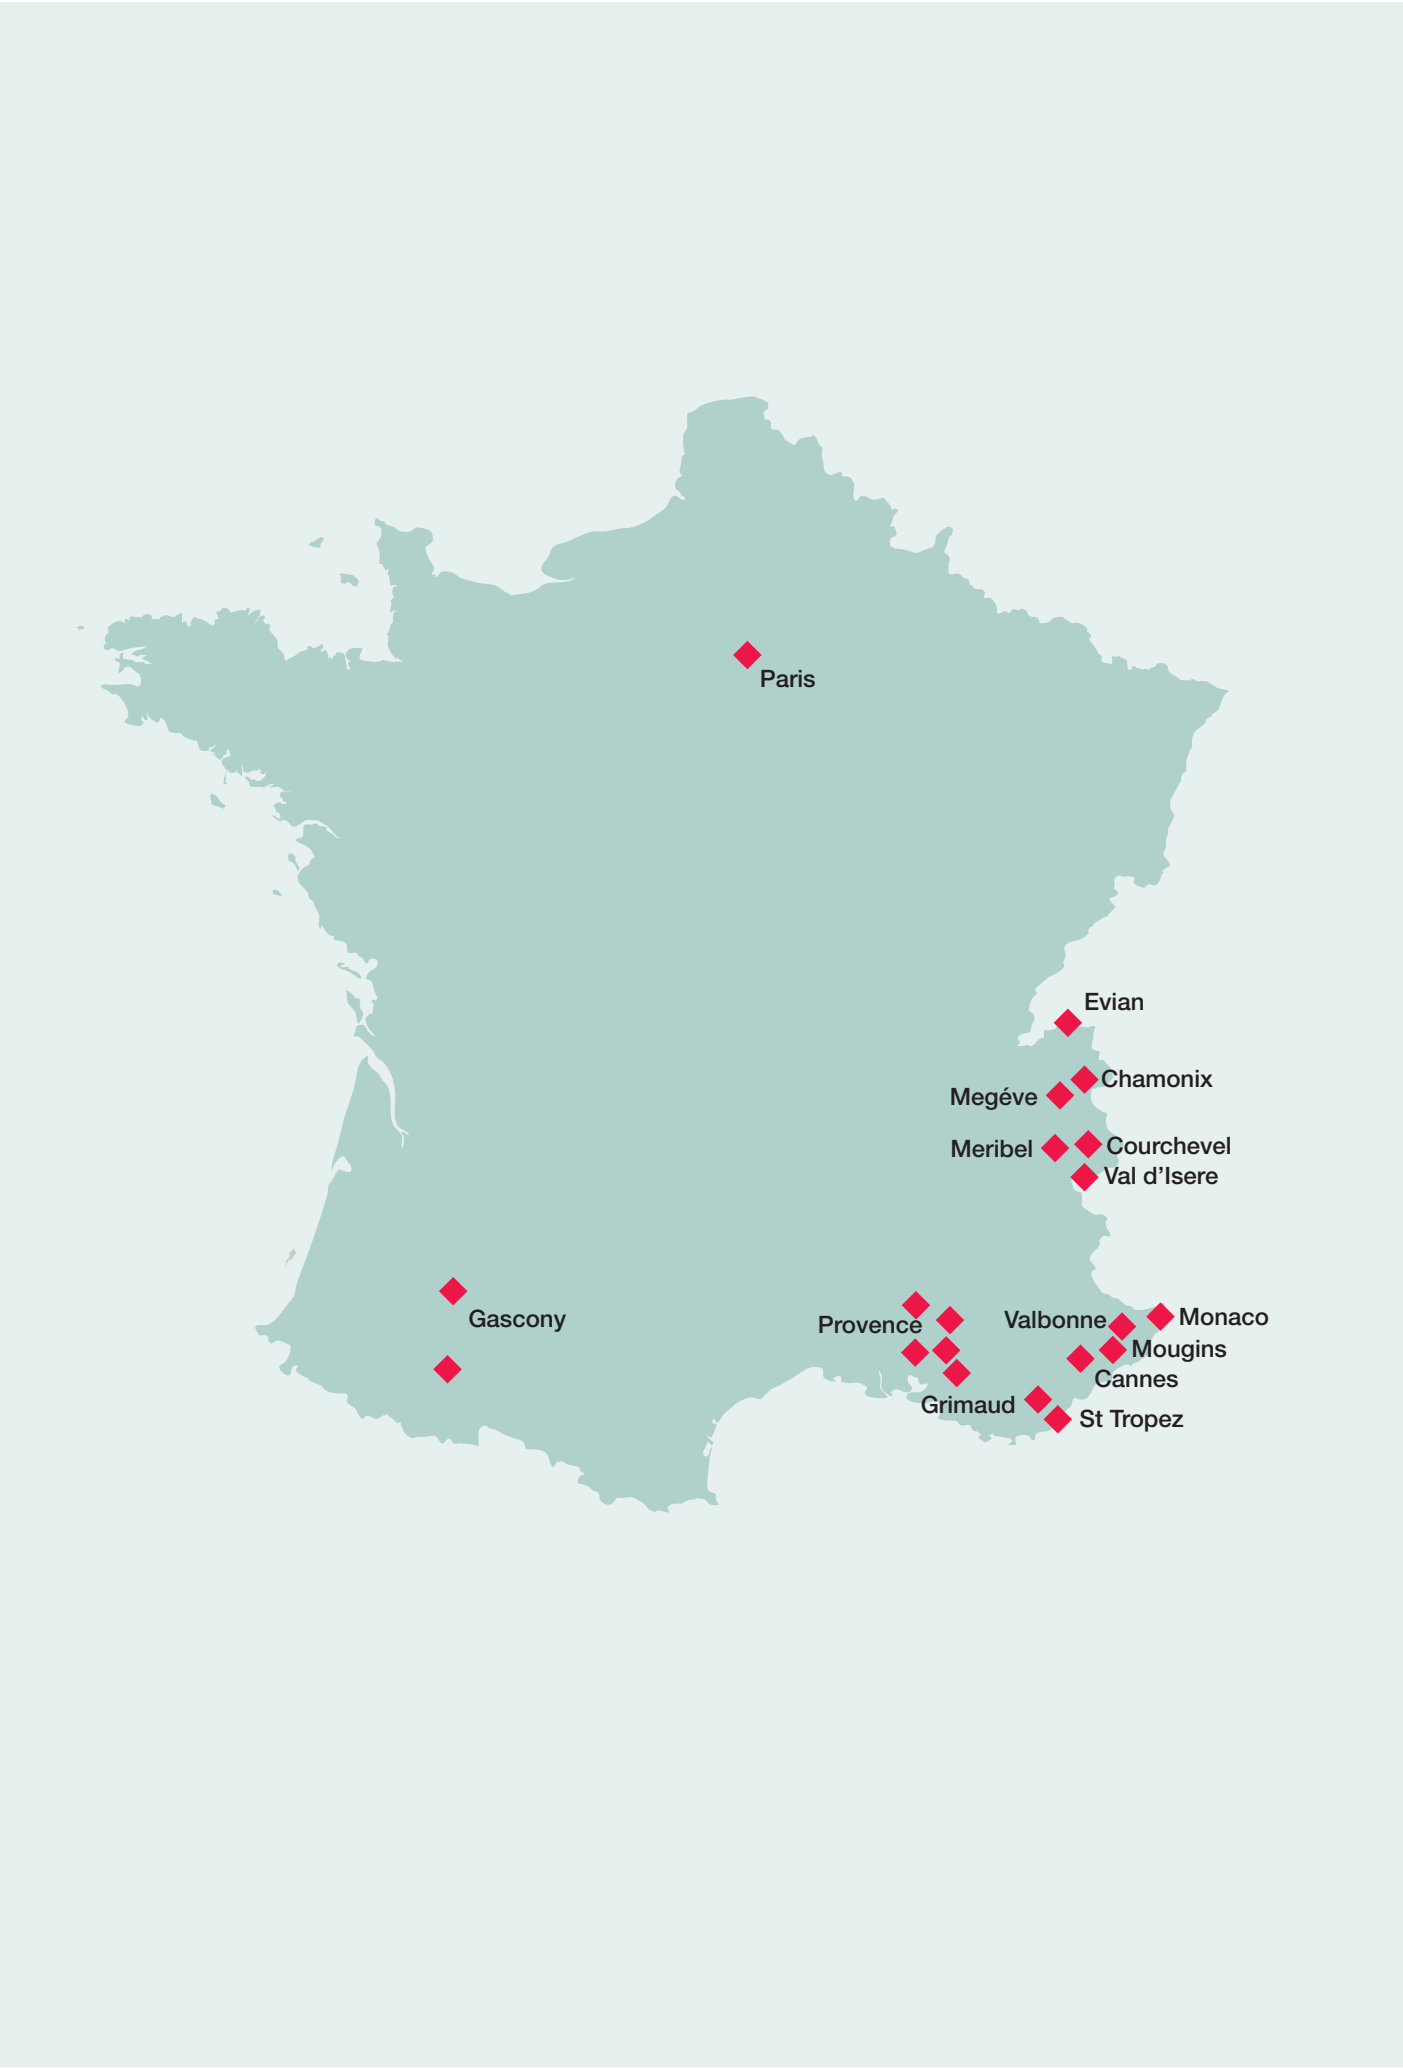 Paris
Evian
Chamonix
Megéve
Meribel
Courchevel
Val d’Isere
Gascony
Provence
Valbonne
Monaco
Mougins
Cannes
Grimaud
St Tropez